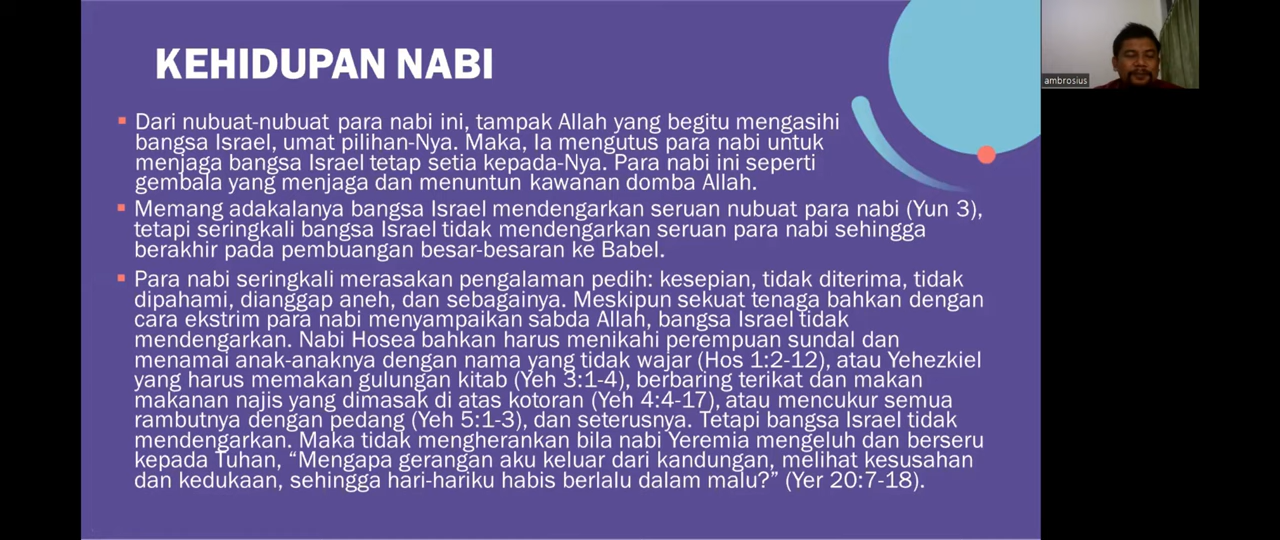 KEHIDUPAN NABI
ambrosius
Dari nubuat-nubuat para nabi ini, tampak Allah yang begitu mengasihi
bangsa Israel, umat pilihan-Nya. Maka, Ia mengutus para nabi untuk
menjaga bangsa Israel tetap setia kepada-Nya. Para nabi ini seperti
gembala yang menjaga dan menuntun kawanan domba Allah.
Memang adakalanya bangsa Israel mendengarkan seruan nubuat para nabi (Yun 3),
tetapi seringkali bangsa Israel tidak mendengarkan seruan para nabi sehingga
berakhir pada pembuangan besar-besaran ke Babel.
Para nabi seringkali merasakan pengalaman pedih: kesepian, tidak diterima, tidak
dipahami, dianggap aneh, dan sebagainya. Meskipun sekuat tenaga bahkan dengan
cara ekstrim para nabi menyampaikan sabda Allah, bangsa Israel tidak
mendengarkan. Nabi Hosea bahkan harus menikahi perempuan sundal dan
menamai anak-anaknya dengan nama yang tidak wajar (Hos 1:2-12), atau Yehezkiel
yang harus memakan gulungan kitab (Yeh 3:1-4), berbaring terikat dan makan
makanan najis yang dimasak di atas kotoran (Yeh 4:4-17), atau mencukur semua
rambutnya dengan pedang (Yeh 5:1-3), dan seterusnya. Tetapi bangsa Israel tidak
mendengarkan. Maka tidak mengherankan bila nabi Yeremia mengeluh dan berseru
kepada Tuhan, “Mengapa gerangan aku keluar dari kandungan, melihat kesusahan
dan kedukaan, sehingga hari-hariku habis berlalu dalam malu?” (Yer 20:7-18).